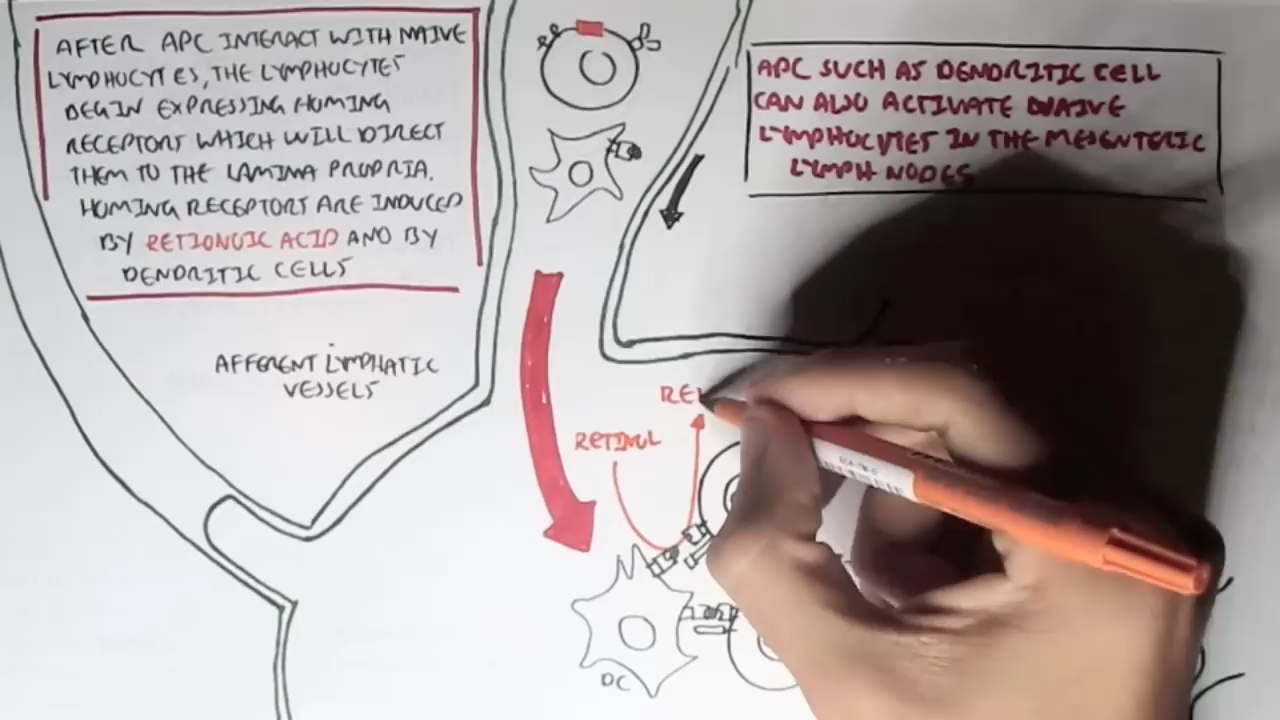 AFTER APC INTERACT WITH NAIVE
LYMPHOCYTES, THE LYMPHOCYTES
BEGIN EXPRESSING HOMING
RECEPTORS WHICH WILL DIRECT
THEM TO THE LAMINA PROPRIA.
HOMING RECEPTORS ARE INDUCED
BY RETIONOIC ACID AND BY
DENDRITIC CELLS
APC SUCH AS DENDRITIC CELL
CAN ALSO ACTIVATE NAIVE
LYMPHOCYTES IN THE MESENTERIC
LYMPH NODES
AFFERENT LYMPHATIC
VESSELS
RE
RETINOL
DC